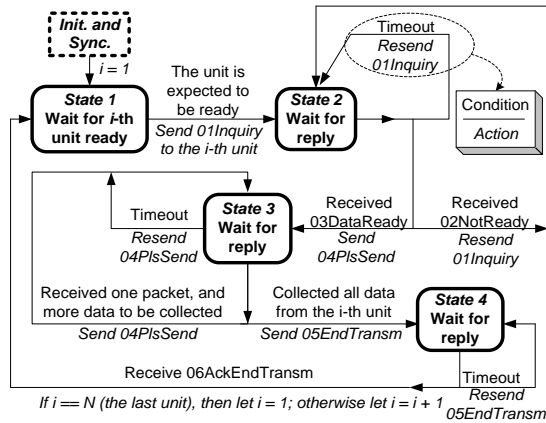 Init. and
Sync.
i = 1
State 1
Wait for i-th
unit ready
The unit is
expected to
be ready
Send 01Inquiry
to the i-th unit
State 2
Wait for
reply
Timeout
Resend
01Inquiry
Condition
Action
State 3
Wait for
reply
Timeout
Resend
04PlsSend
Received
03DataReady
Send
04PlsSend
Received
02NotReady
Resend
01Inquiry
Received one packet, and
more data to be collected
Send 04PlsSend
Collected all data
from the i-th unit
Send 05EndTransm
State 4
Wait for
reply
Receive 06AckEndTransm
Timeout
Resend
05EndTransm
If i == N (the last unit), then let i = 1; otherwise let i = i + 1